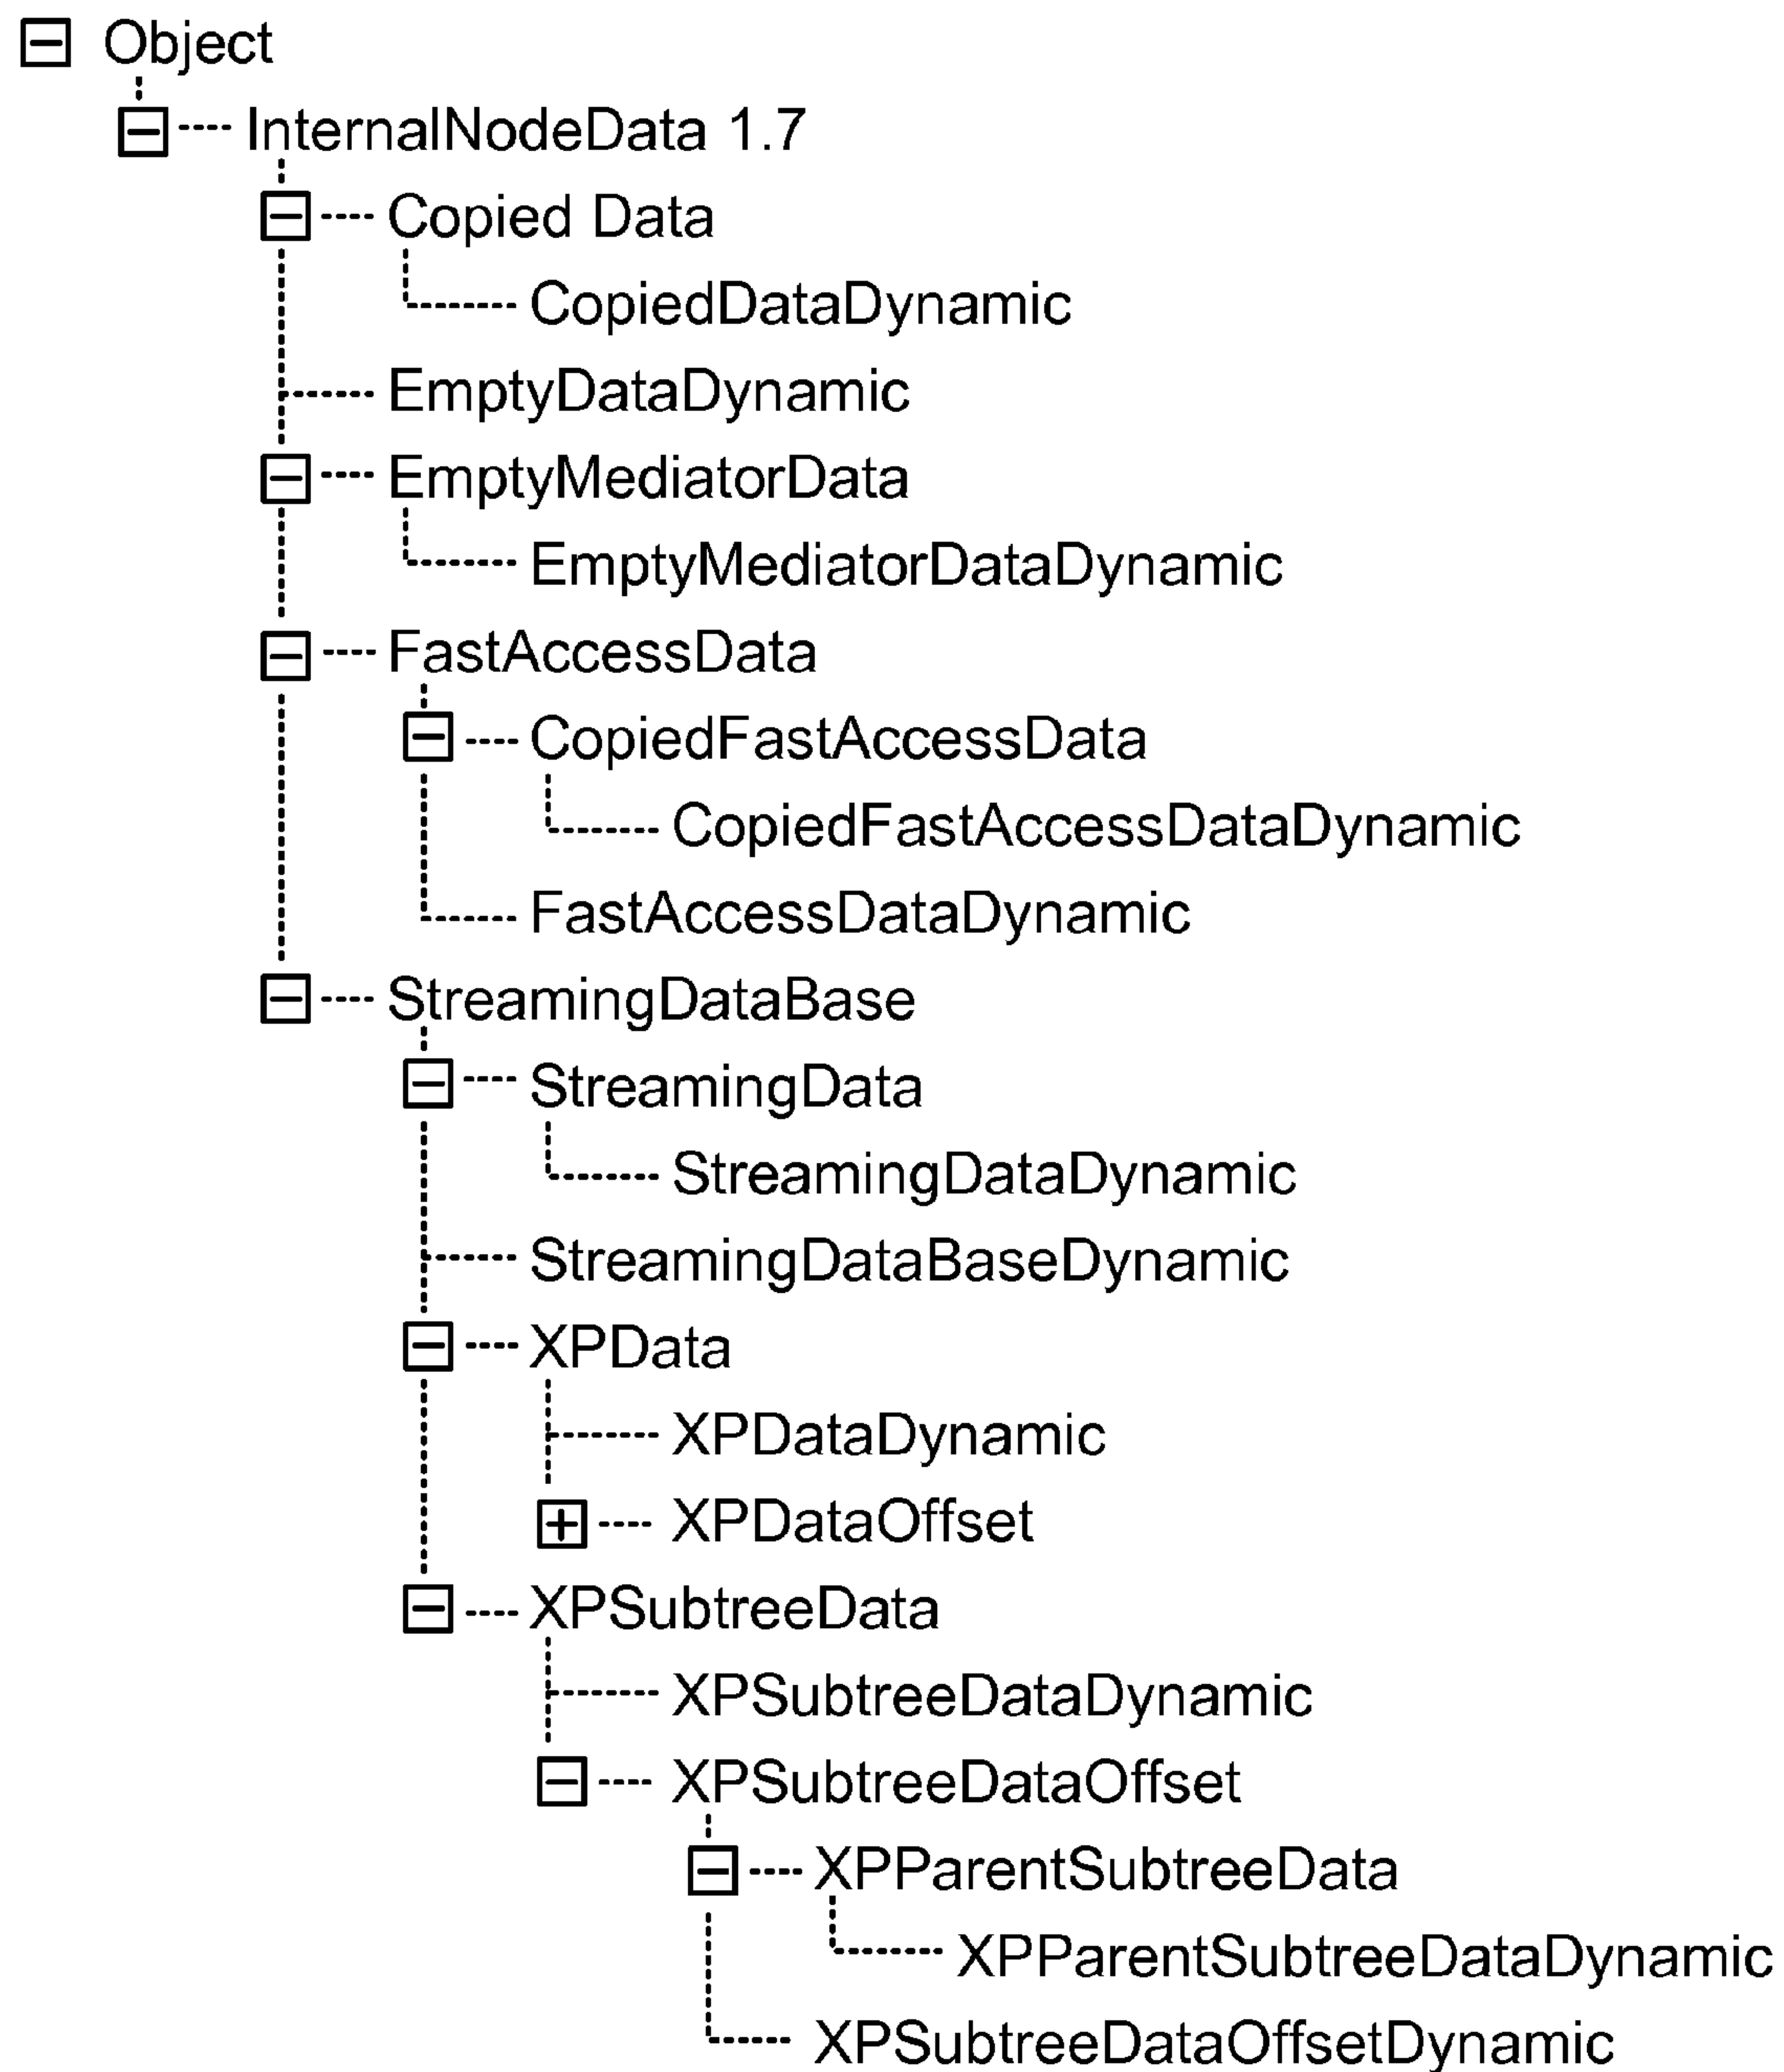 Object
InternalNodeData 1.7
Copied Data
CopiedDataDynamic
EmptyDataDynamic
EmptyMediatorData
EmptyMediatorDataDynamic
FastAccessData
CopiedFastAccessData
CopiedFastAccessDataDynamic
FastAccessDataDynamic
StreamingDataBase
StreamingData
StreamingDataDynamic
StreamingDataBaseDynamic
XPData
XPDataDynamic
XPDataOffset
XPSubtreeData
XPSubtreeDataDynamic
XPSubtreeDataOffset
XPParentSubtreeData
XPParentSubtreeDataDynamic
XPSubtreeDataOffsetDynamic